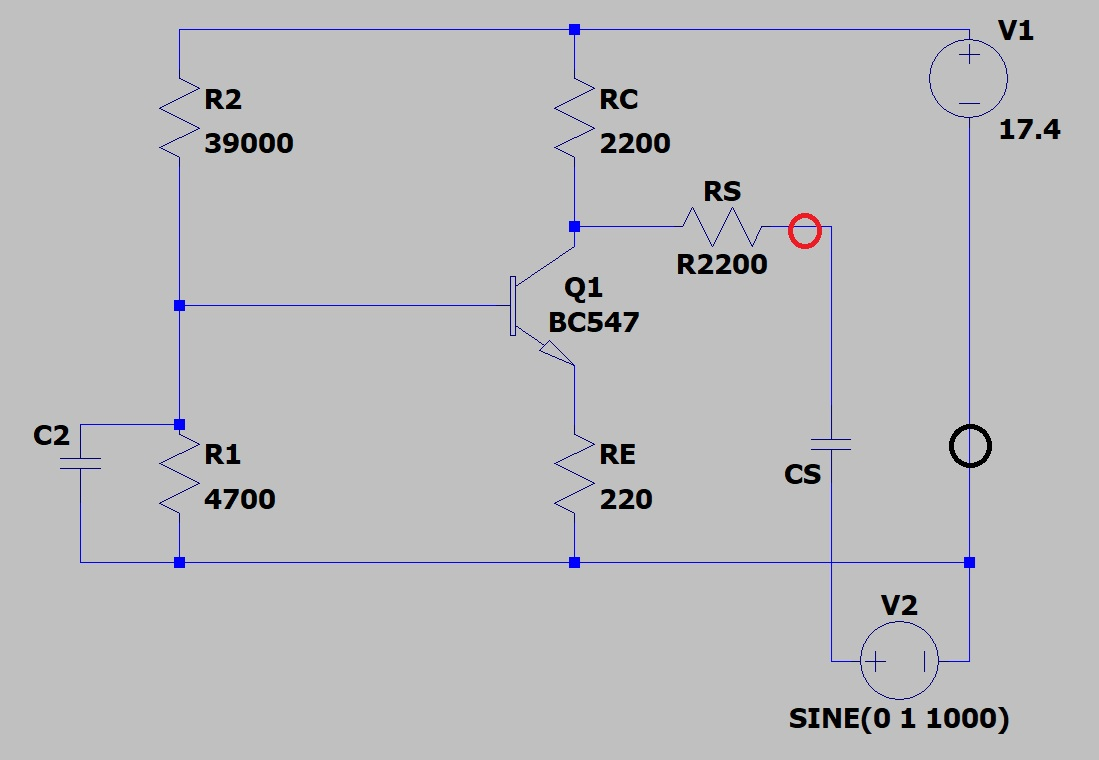 V1
R2
RC
39000
2200
17.4
RS
R2200
Q1
BC547
C2
R1
RE
CS
4700
220
V2
SINE(0 1 1000)